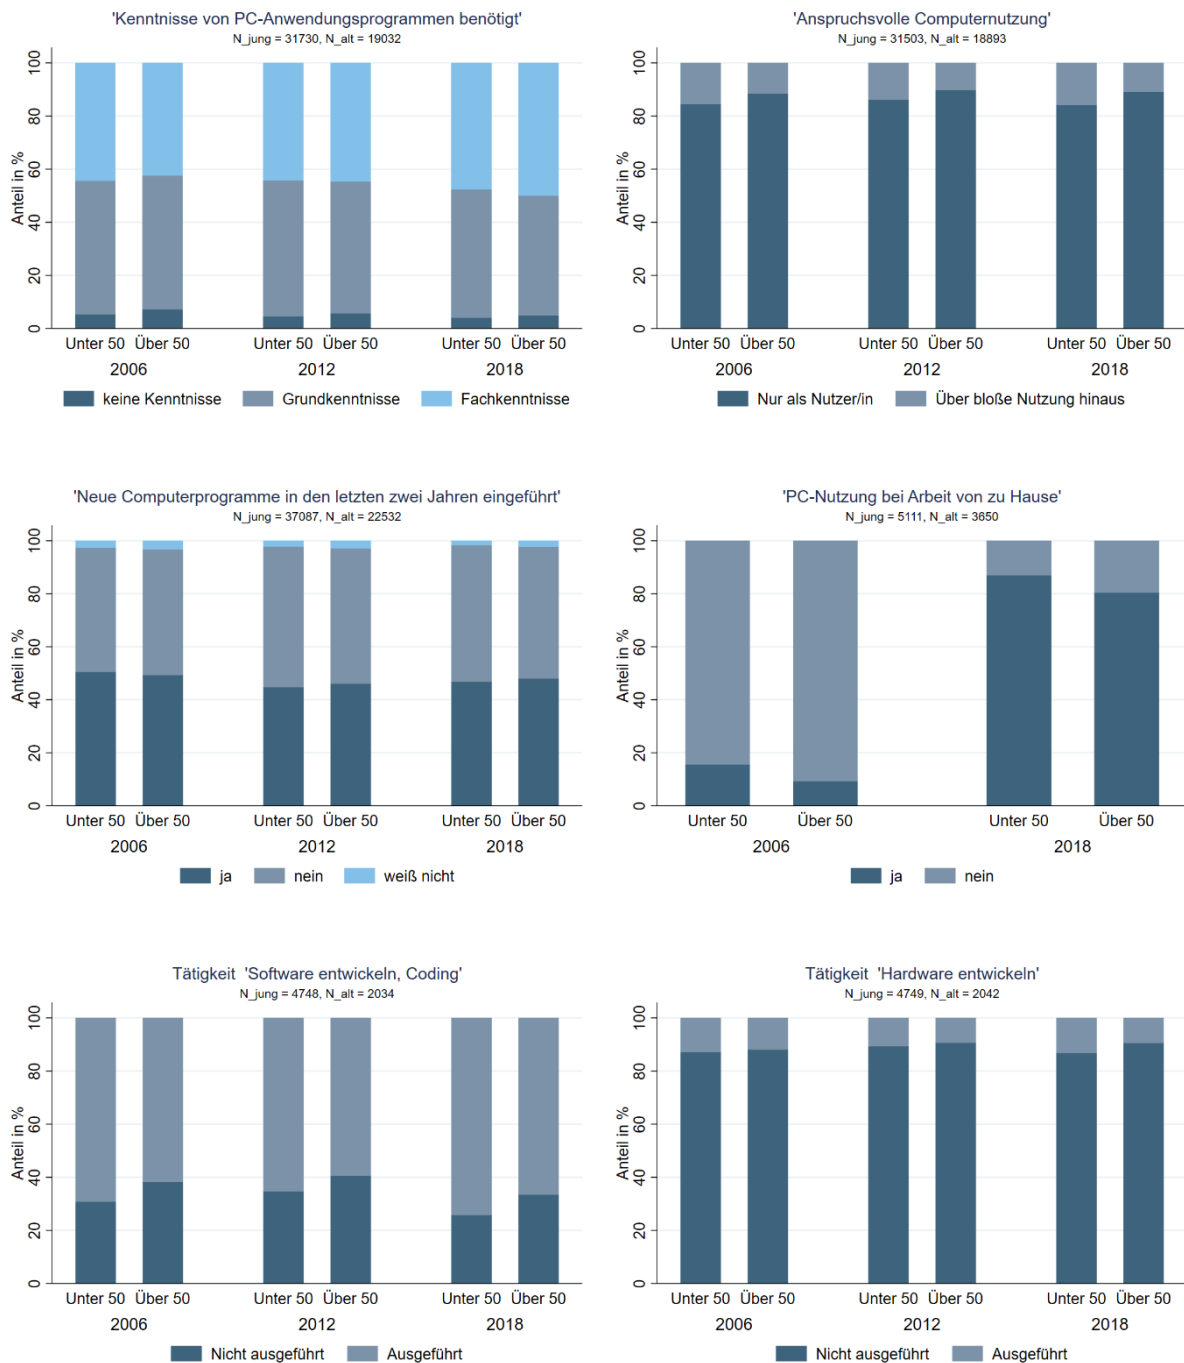 'Kenntnisse von PC-Anwendungsprogrammen benötigt'
N_jung = 31730, N_alt = 19032
Anteil in %
100
80
60
40
20
0
Unter 50 Über 50 Unter 50 Über 50 Unter 50 Über 50
2006 2012 2018
keine Kenntnisse Grundkenntnisse Fachkenntnisse
'Anspruchsvolle Computernutzung'
N_jung = 31503, N_alt = 18893
Anteil in %
100
80
60
40
20
0
Unter 50 Über 50 Unter 50 Über 50 Unter 50 Über 50
2006 2012 2018
Nur als Nutzer/in Über bloße Nutzung hinaus
'Neue Computerprogramme in den letzten zwei Jahren eingeführt'
N_jung = 37087, N_alt = 22532
Anteil in %
100
80
60
40
20
0
Unter 50 Über 50 Unter 50 Über 50 Unter 50 Über 50
2006 2012 2018
ja nein weiß nicht
'PC-Nutzung bei Arbeit von zu Hause'
N_jung = 5111, N_alt = 3650
Anteil in %
100
80
60
40
20
0
Unter 50 Über 50 Unter 50 Über 50
2006 2018
ja nein
Tätigkeit 'Software entwickeln, Coding'
N_jung = 4748, N_alt = 2034
Anteil in %
100
80
60
40
20
0
Unter 50 Über 50 Unter 50 Über 50 Unter 50 Über 50
2006 2012 2018
Nicht ausgeführt Ausgeführt
Tätigkeit 'Hardware entwickeln'
N_jung = 4749, N_alt = 2042
Anteil in %
100
80
60
40
20
0
Unter 50 Über 50 Unter 50 Über 50 Unter 50 Über 50
2006 2012 2018
Nicht ausgeführt Ausgeführt